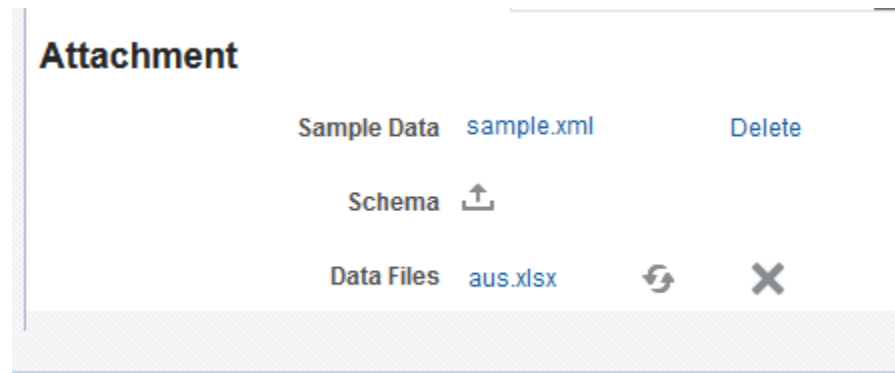 Attachment
Sample Data sample.xml Delete
Schema
Data Files aus.xlsx